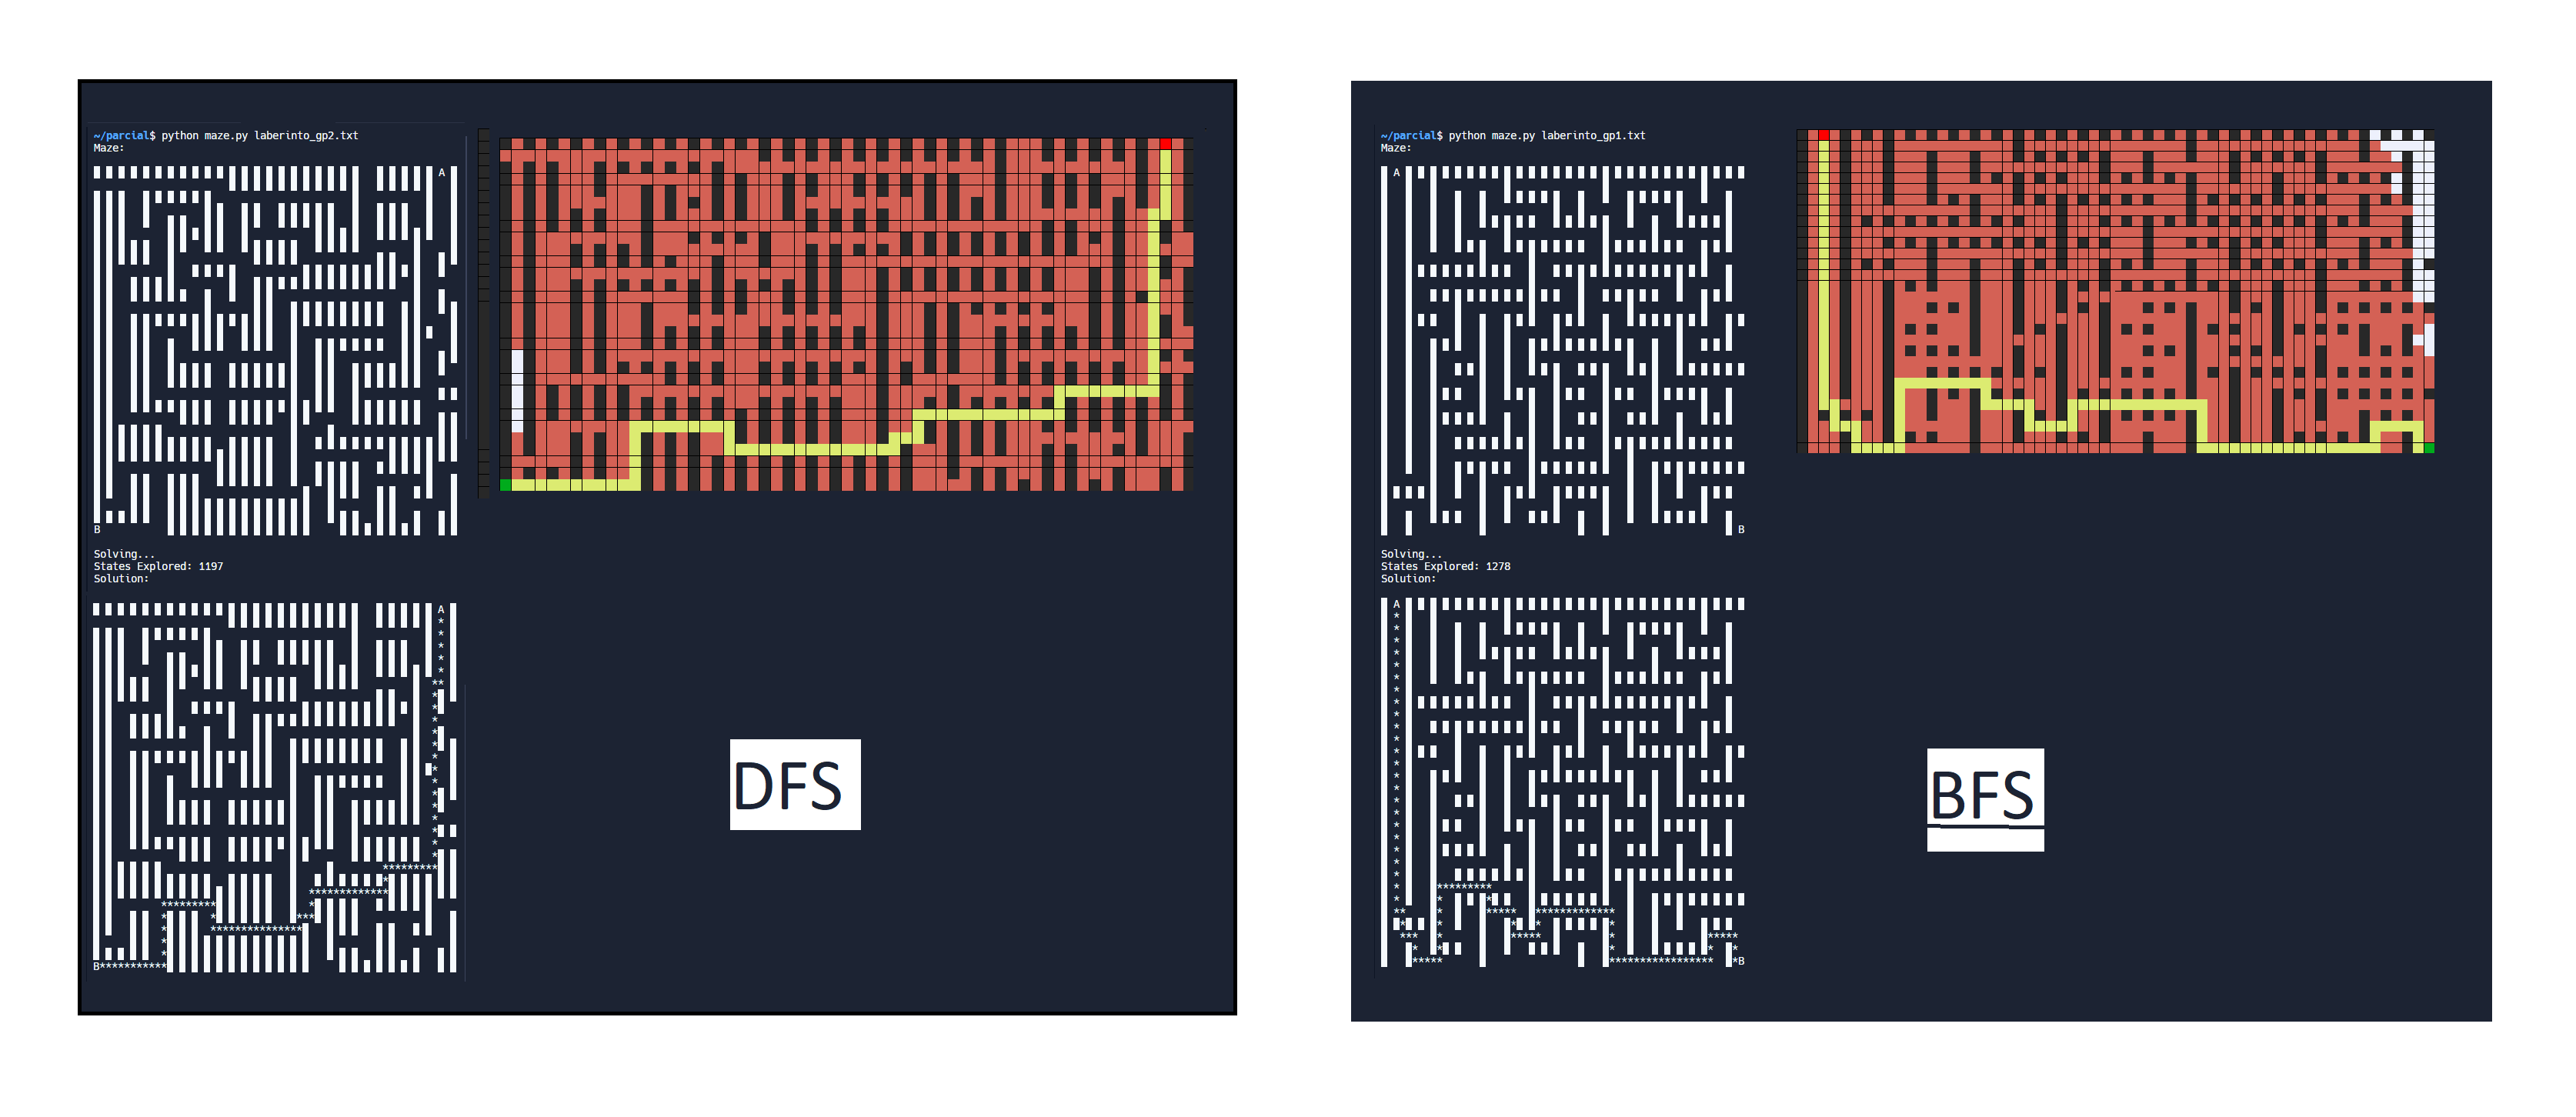 ~/parcial$ python maze.py laberinto_gp2.txt
Maze:
A
B
Solving...
States Explored: 1197
Solution:
A
B***********
DFS
~/parcial$ python maze.py laberinto_gp1.txt
Maze:
A
B
Solving...
States Explored: 1278
Solution:
A
*B
BFS